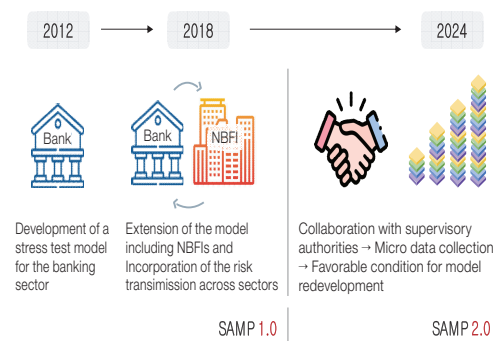 2012
2018
2024
Bank
Bank
NBFI
Development of a
stress test model
for the banking
sector
Extension of the model
including NBFIs and
Incorporation of the risk
transimission across sectors
Collaboration with supervisory
authorities → Micro data collection
→ Favorable condition for model
redevelopment
SAMP 1.0
SAMP 2.0